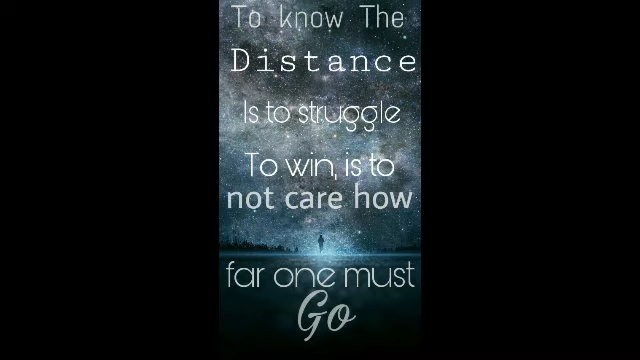 To know The
Distance
Is to struggle
To win, is to
not care how
far one must
Go